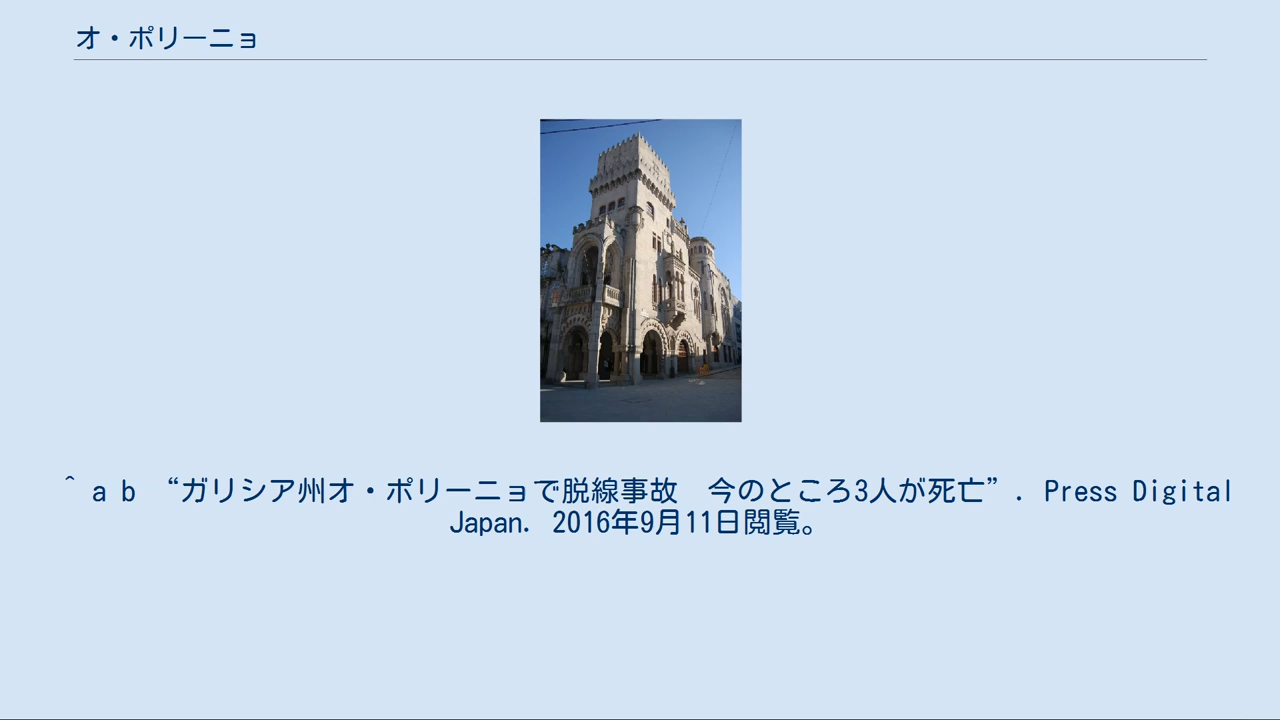 オ・ポリーニョ
^ a b “ガリシア州オ・ポリーニョで脱線事故　今のところ3人が死亡”. Press Digital
Japan. 2016年9月11日閲覧。